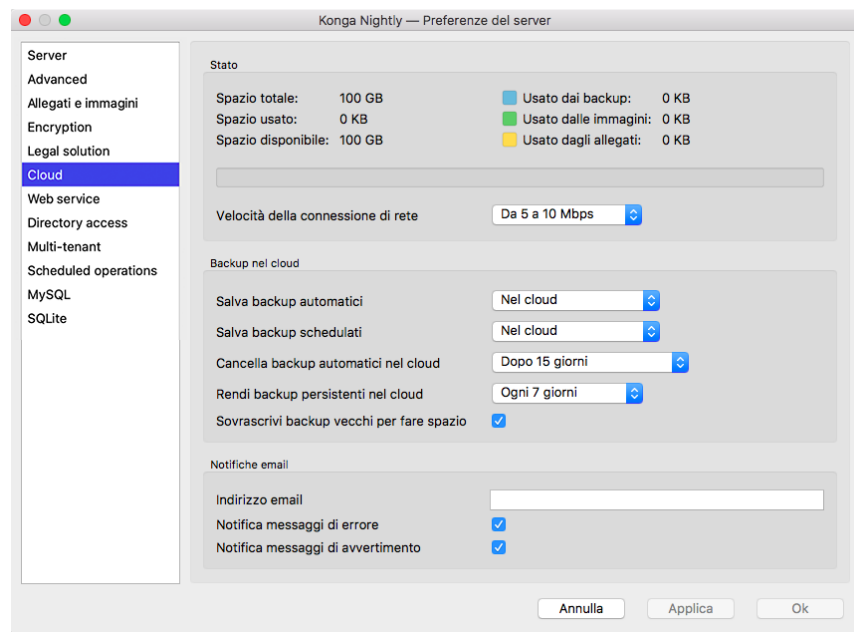 Konga Nightly — Preferenze del server
Server
Advanced
Allegati e immagini
Encryption
Legal solution
Cloud
Web service
Directory access
Multi-tenant
Scheduled operations
MySQL
SQLite
Stato
Spazio totale: 100 GB Usato dai backup: 0 KB
Spazio usato: 0 KB Usato dalle immagini: 0 KB
Spazio disponibile: 100 GB Usato dagli allegati: 0 KB
Velocità della connessione di rete Da 5 a 10 Mbps
Backup nel cloud
Salva backup automatici Nel cloud
Salva backup schedulati Nel cloud
Cancella backup automatici nel cloud Dopo 15 giorni
Rendi backup persistenti nel cloud Ogni 7 giorni
Sovrascrivi backup vecchi per fare spazio
Notifiche email
Indirizzo email
Notifica messaggi di errore
Notifica messaggi di avvertimento
Annulla Applica Ok